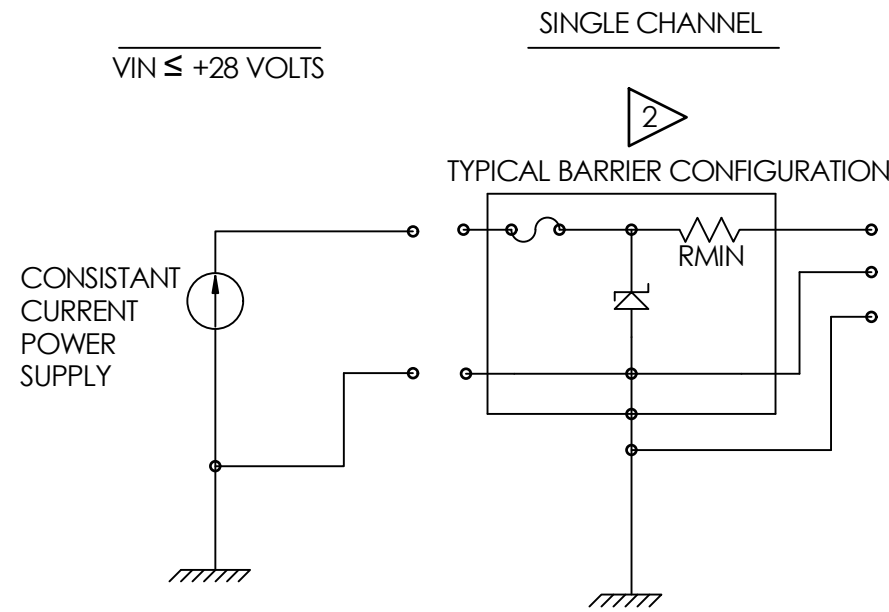 SINGLE CHANNEL
VIN ≤ +28 VOLTS
2
TYPICAL BARRIER CONFIGURATION
RMIN
CONSISTANT
CURRENT
POWER
SUPPLY